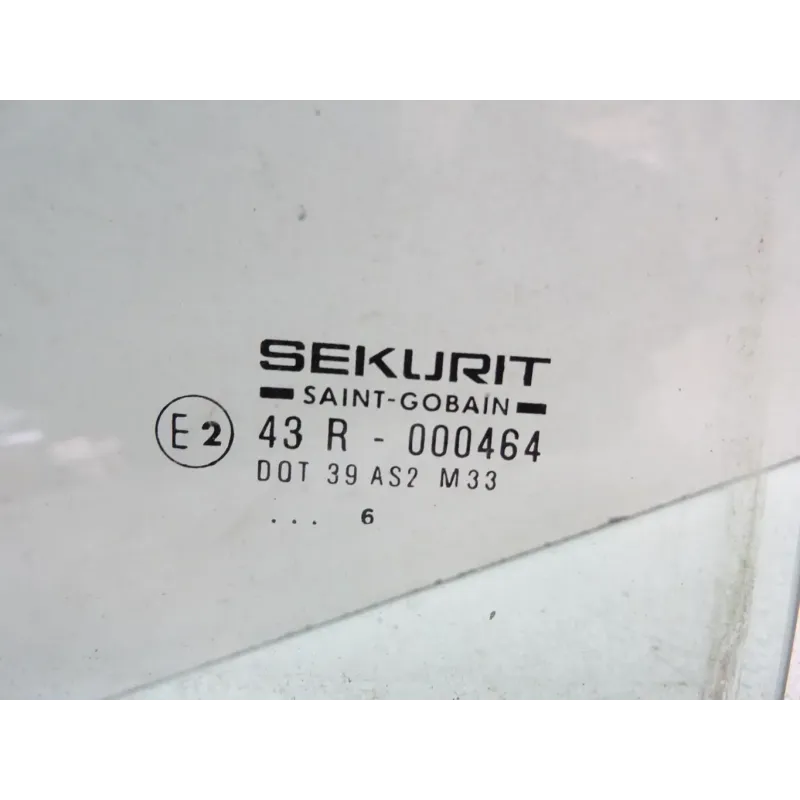 SEKURIT
SAINT-GOBAIN
E2 43 R - 000464
DOT 39 AS2 M33
... 6